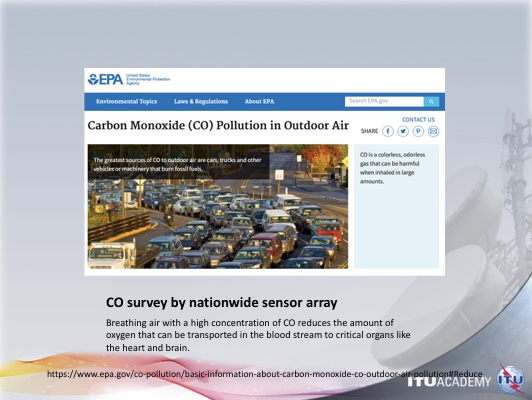 EPA United States
Environmental Protection
Agency
Environmental Topics Laws & Regulations About EPA Search EPA.gov
CONTACT US
Carbon Monoxide (CO) Pollution in Outdoor Air SHARE
The greatest sources of CO to outdoor air are cars, trucks and other
vehicles or machinery that burn fossil fuels.
CO is a colorless, odorless
gas that can be harmful
when inhaled in large
amounts.
CO survey by nationwide sensor array
Breathing air with a high concentration of CO reduces the amount of
oxygen that can be transported in the blood stream to critical organs like
the heart and brain.
https://www.epa.gov/co-pollution/basic-information-about-carbon-monoxide-co-outdoor-air-pollution#Reduce
ITUACADEMY ITU